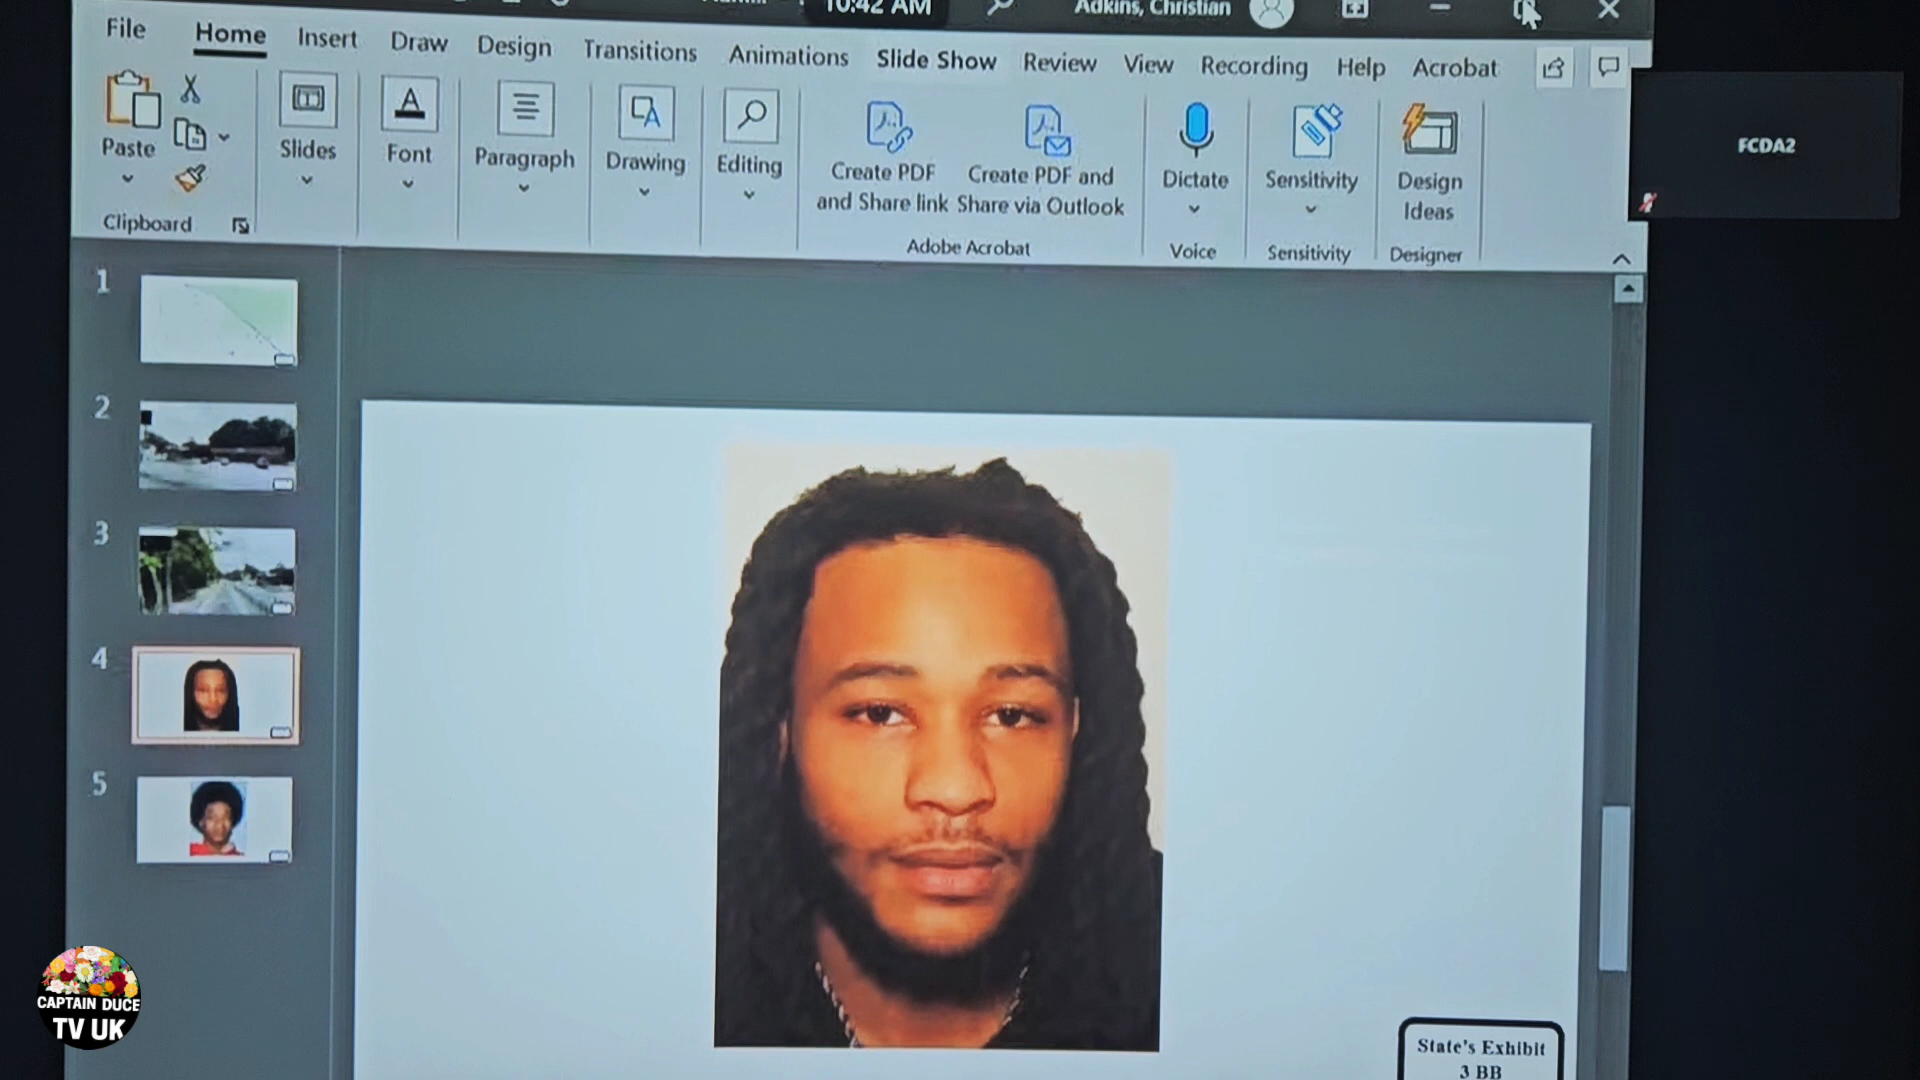 10:42 AM
Adkins, Christian
File Home Insert Draw Design Transitions Animations Slide Show Review View Recording Help Acrobat
Paste
Slides
Font
Paragraph
Drawing
Editing
Create PDF
and Share link
Create PDF and
Share via Outlook
Dictate
Sensitivity
Design
Ideas
Clipboard
Adobe Acrobat
Voice
Sensitivity
Designer
FCDA2
1
2
3
4
5
State's Exhibit
3 BB
CAPTAIN DUCE
TV UK